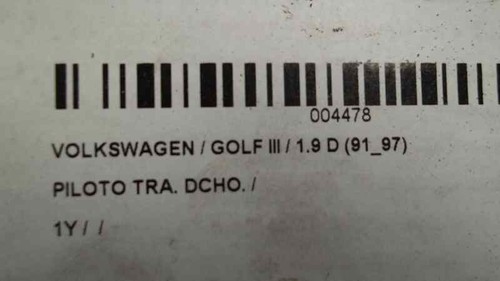 004478
VOLKSWAGEN / GOLF III / 1.9 D (91_97)
PILOTO TRA. DCHO. /
1Y / /